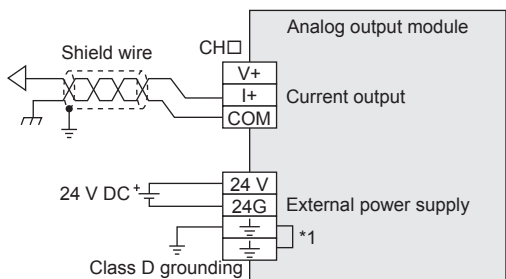 Analog output module
CH□
Shield wire
V+
I+
COM
Current output
24 V DC
+
24 V
24G
External power supply
*1
Class D grounding